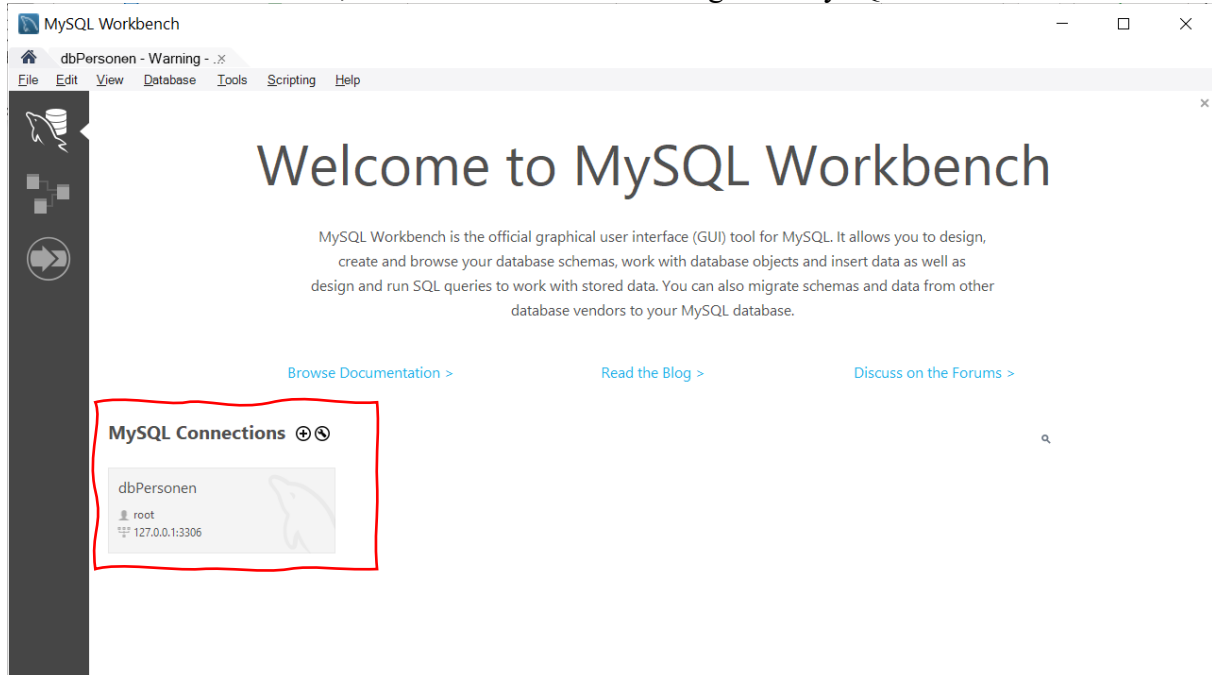 MySQL Workbench
dbPersonen - Warning - .×
File Edit View Database Tools Scripting Help
Welcome to MySQL Workbench
MySQL Workbench is the official graphical user interface (GUI) tool for MySQL. It allows you to design,
create and browse your database schemas, work with database objects and insert data as well as
design and run SQL queries to work with stored data. You can also migrate schemas and data from other
database vendors to your MySQL database.
Browse Documentation > Read the Blog > Discuss on the Forums >
MySQL Connections
dbPersonen
root
127.0.0.1:3306